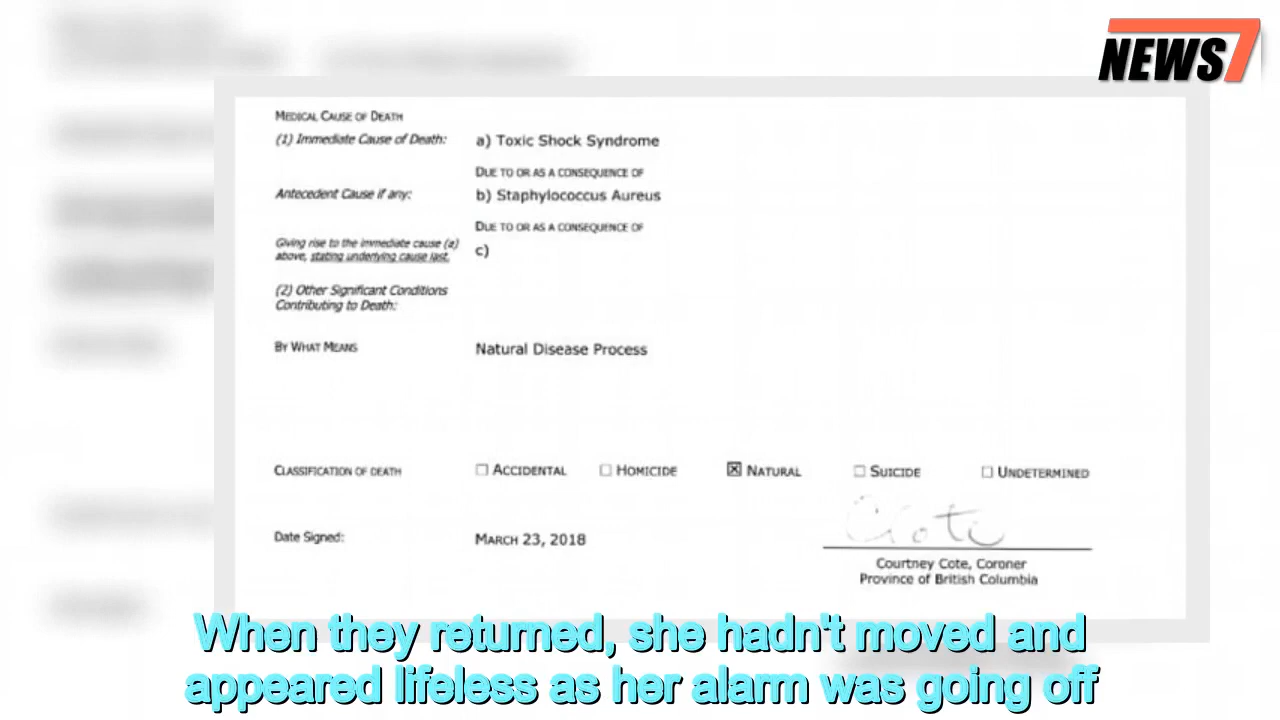 NEWS7
MEDICAL CAUSE OF DEATH
(1) Immediate Cause of Death: a) Toxic Shock Syndrome
DUE TO OR AS A CONSEQUENCE OF
Antecedent Cause if any: b) Staphylococcus Aureus
DUE TO OR AS A CONSEQUENCE OF
Giving rise to the immediate cause (a)
above, stating underlying cause last. c)
(2) Other Significant Conditions
Contributing to Death:
BY WHAT MEANS Natural Disease Process
CLASSIFICATION OF DEATH ☐ ACCIDENTAL ☐ HOMICIDE ☒ NATURAL ☐ SUICIDE ☐ UNDETERMINED
Cote
Date Signed: MARCH 23, 2018
Courtney Cote, Coroner
Province of British Columbia
When they returned, she hadn't moved and
appeared lifeless as her alarm was going off